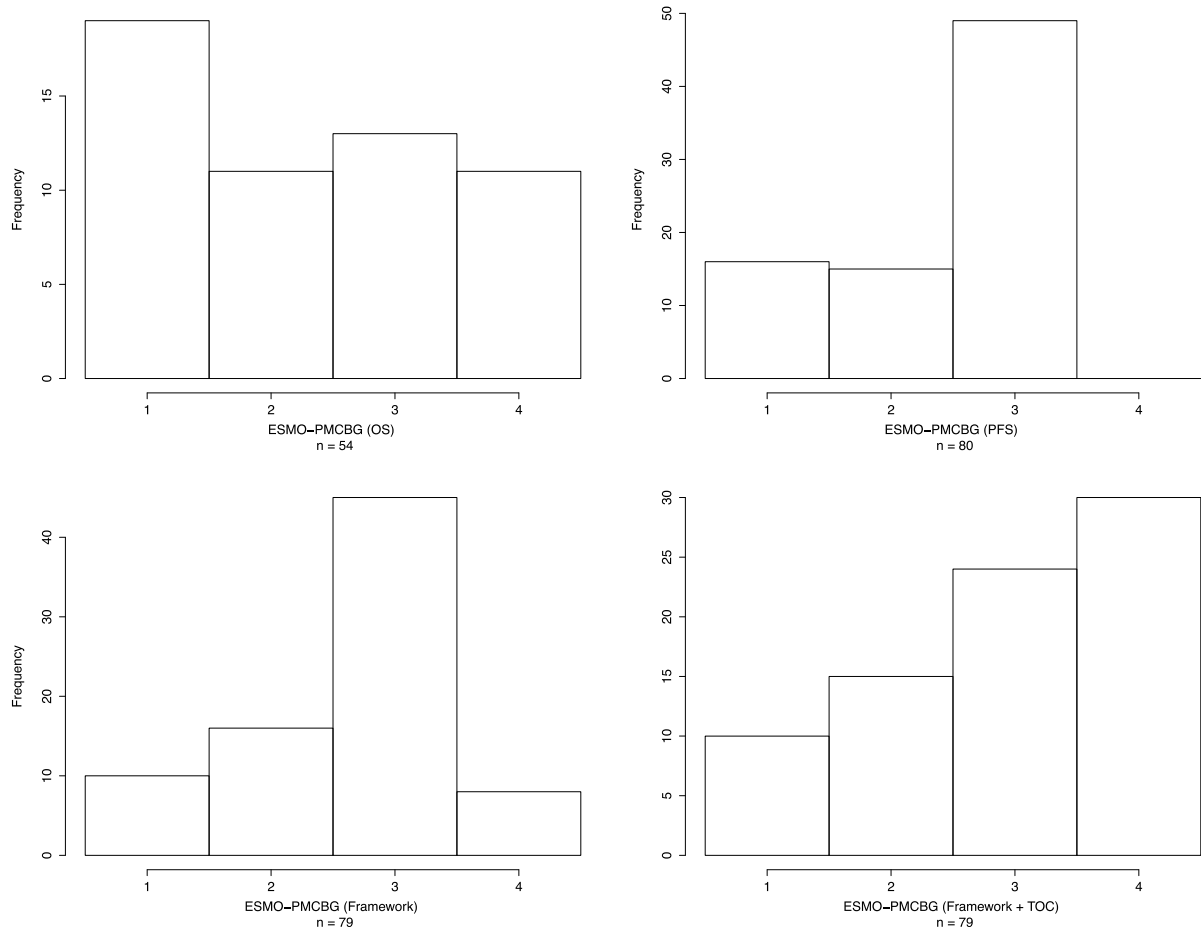 Frequency
15
10
5
0
1 2 3 4
ESMO−PMCBG (OS)
n = 54
Frequency
50
40
30
20
10
0
1 2 3 4
ESMO−PMCBG (PFS)
n = 80
Frequency
40
30
20
10
0
1 2 3 4
ESMO−PMCBG (Framework)
n = 79
30
25
20
15
10
5
0
1 2 3 4
ESMO−PMCBG (Framework + TOC)
n = 79